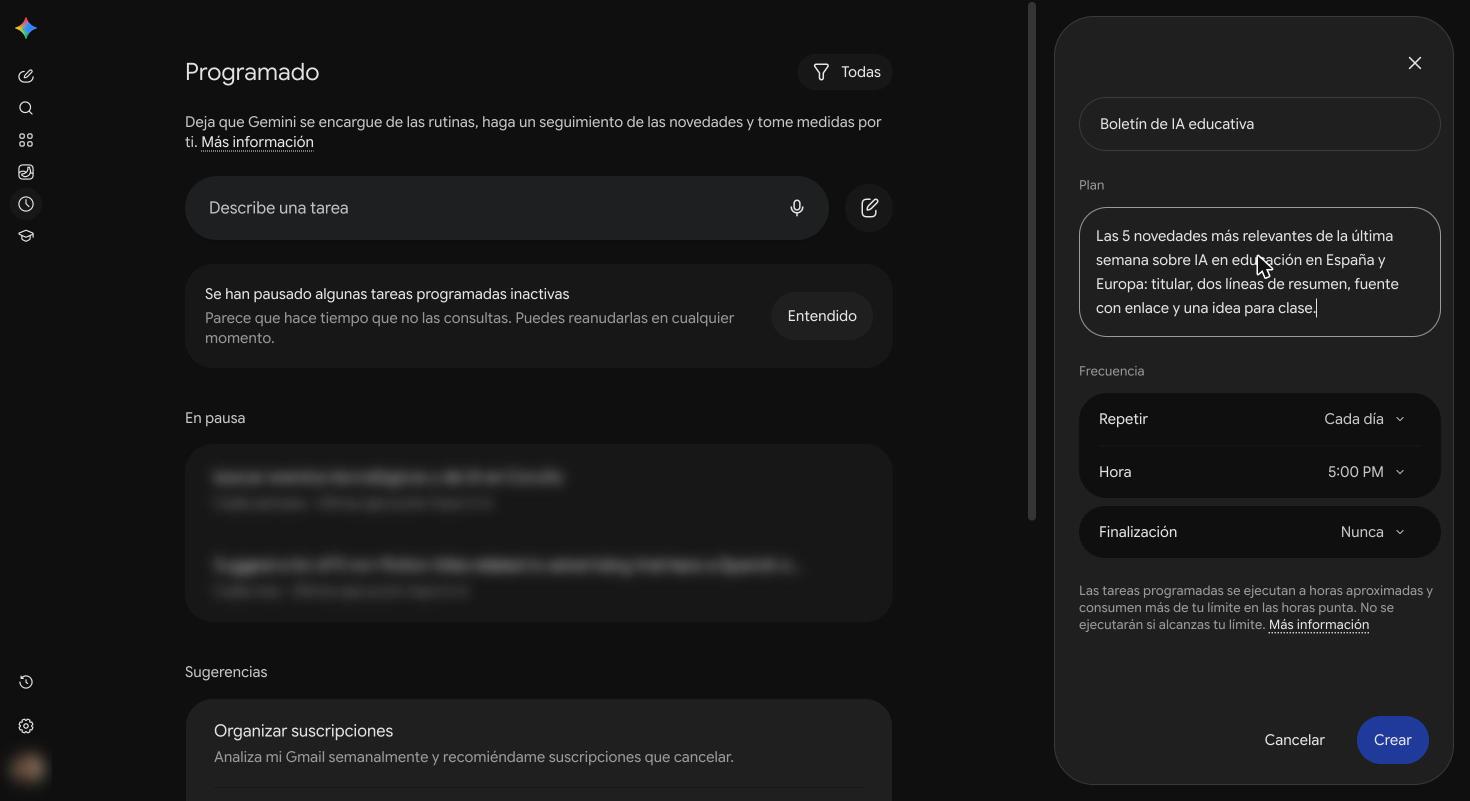 Programado
Todas
Deja que Gemini se encargue de las rutinas, haga un seguimiento de las novedades y tome medidas por
ti. Más información
Describe una tarea
Se han pausado algunas tareas programadas inactivas
Parece que hace tiempo que no las consultas. Puedes reanudarlas en cualquier
momento.
Entendido
En pausa
Sugerencias
Organizar suscripciones
Analiza mi Gmail semanalmente y recomiéndame suscripciones que cancelar.
Boletín de IA educativa
Plan
Las 5 novedades más relevantes de la última
semana sobre IA en educación en España y
Europa: titular, dos líneas de resumen, fuente
con enlace y una idea para clase.
Frecuencia
Repetir Cada día
Hora 5:00 PM
Finalización Nunca
Las tareas programadas se ejecutan a horas aproximadas y
consumen más de tu límite en las horas punta. No se
ejecutarán si alcanzas tu límite. Más información
Cancelar
Crear